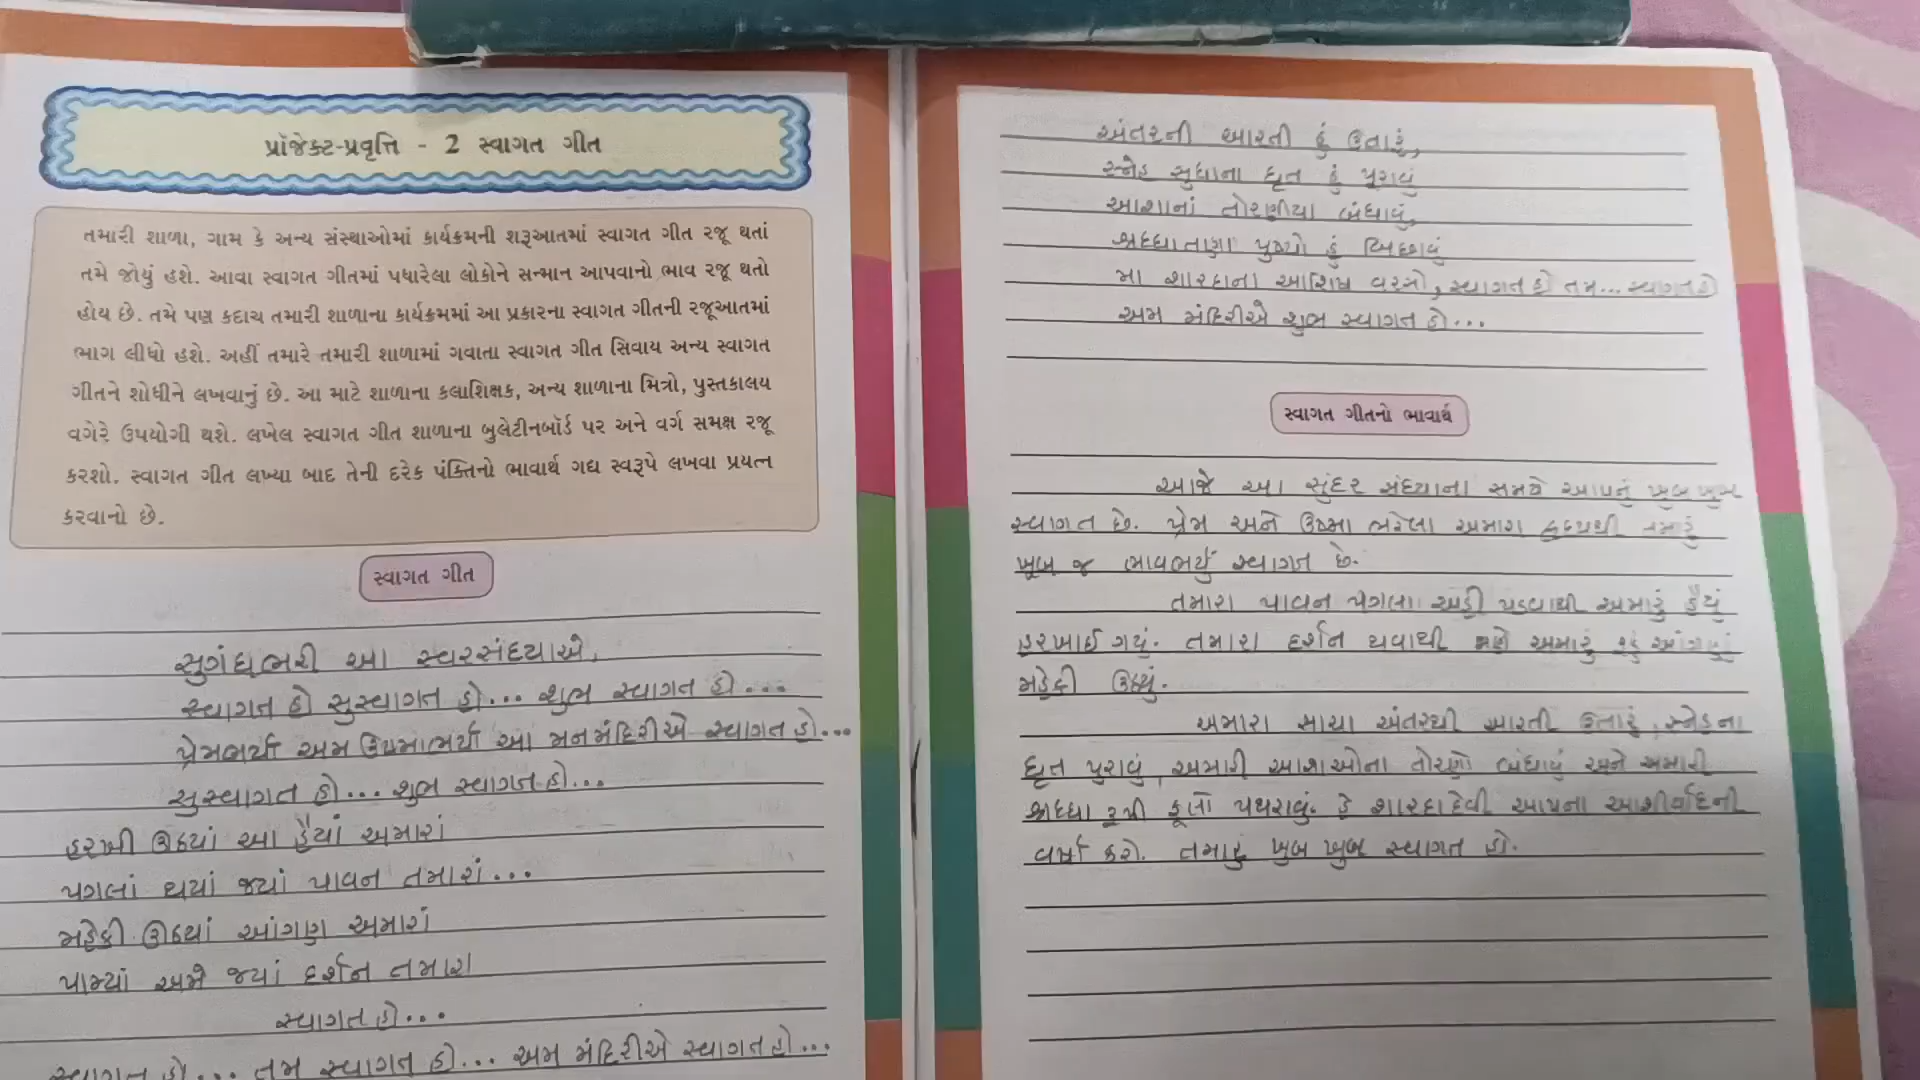 પ્રૉજેક્ટ-પ્રવૃત્તિ - 2 સ્વાગત ગીત
તમારી શાળા, ગામ કે અન્ય સંસ્થાઓમાં કાર્યક્રમની શરૂઆતમાં સ્વાગત ગીત રજૂ થતાં
તમે જોયું હશે. આવા સ્વાગત ગીતમાં પધારેલા લોકોને સન્માન આપવાનો ભાવ રજૂ થતો
હોય છે. તમે પણ કદાચ તમારી શાળાના કાર્યક્રમમાં આ પ્રકારના સ્વાગત ગીતની રજૂઆતમાં
ભાગ લીધો હશે. અહીં તમારે તમારી શાળામાં ગવાતા સ્વાગત ગીત સિવાય અન્ય સ્વાગત
ગીતને શોધીને લખવાનું છે. આ માટે શાળાના કલાશિક્ષક, અન્ય શાળાના મિત્રો, પુસ્તકાલય
વગેરે ઉપયોગી થશે. લખેલ સ્વાગત ગીત શાળાના બુલેટીનબૉર્ડ પર અને વર્ગ સમક્ષ રજૂ
કરશો. સ્વાગત ગીત લખ્યા બાદ તેની દરેક પંક્તિનો ભાવાર્થ ગદ્ય સ્વરૂપે લખવા પ્રયત્ન
કરવાનો છે.
સ્વાગત ગીત
સુગંધભરી આ સ્વરસંધ્યાએ,
સ્વાગત હો સુસ્વાગત હો... શુભ સ્વાગત હો...
પ્રેમભર્યા અમ ઉષ્માભર્યા આ મનમંદિરીએ સ્વાગત હો...
સુસ્વાગત હો... શુભ સ્વાગત હો...
હરખી ઊઠયાં આ હૈયાં અમારાં
પગલાં થયાં જ્યાં પાવન તમારાં...
મહેકી ઊઠયાં આંગણ અમારાં
પામ્યાં અમે જ્યાં દર્શન તમારા
સ્વાગત હો...
સ્વાગત હો... તમ સ્વાગત હો... અમ મંદિરીએ સ્વાગત હો...
અંતરની આરતી હું ઉતારું,
સ્નેહ સુધાના ઘૃત હું પૂરાવું
આશાનાં તોરણીયા બંધાવું,
શ્રધ્ધાતણા પુષ્પો હું બિછાવું
મા શારદાના આશિષ વરસો, સ્વાગત હો તમ... સ્વાગત હો
અમ મંદિરીએ શુભ સ્વાગત હો...
સ્વાગત ગીતનો ભાવાર્થ
આજે આ સુંદર સંધ્યાના સમયે આપનું ખુબ ખુબ
સ્વાગત છે. પ્રેમ અને ઉષ્મા ભરેલા અમારા હૃદયથી તમારું
ખૂબ જ ભાવભર્યું સ્વાગત છે.
તમારા પાવન પગલા અહીં પડવાથી અમારું હૈયું
હરખાઈ ગયું. તમારા દર્શન થવાથી અમારું આંગણું
મહેકી ઊઠયું.
અમારા સાચા અંતરથી આરતી ઉતારું, સ્નેહના
ઘૃત પુરાવું, અમારી આશાઓના તોરણો બંધાવું અને અમારી
શ્રધ્ધા રૂપી ફૂલો પથરાવું. હે શારદાદેવી આપના આશીર્વાદની
વર્ષા કરો. તમારું ખુબ ખુબ સ્વાગત હો.